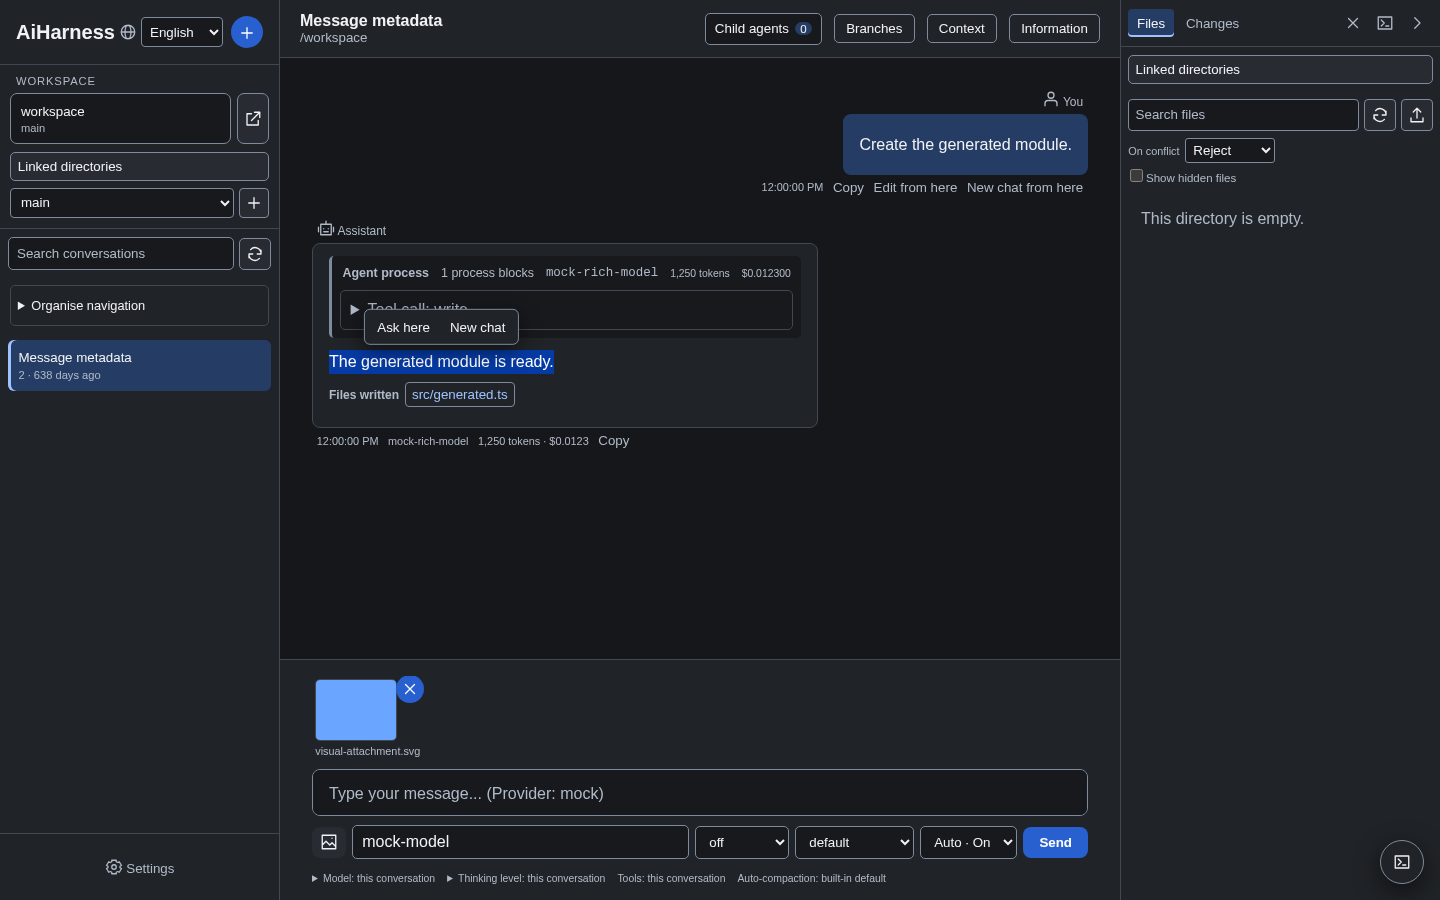 AiHarness English
WORKSPACE
workspace
main
Linked directories
main
Search conversations
Organise navigation
Message metadata
2 · 638 days ago
Settings
Message metadata
/workspace
Child agents 0 Branches Context Information
You
Create the generated module.
12:00:00 PM Copy Edit from here New chat from here
Assistant
Agent process 1 process blocks mock-rich-model 1,250 tokens $0.012300
Tool call: write
Ask here New chat
The generated module is ready.
Files written src/generated.ts
12:00:00 PM mock-rich-model 1,250 tokens · $0.0123 Copy
visual-attachment.svg
Type your message... (Provider: mock)
mock-model off default Auto · On Send
Model: this conversation Thinking level: this conversation Tools: this conversation Auto-compaction: built-in default
Files Changes
Linked directories
Search files
On conflict Reject
Show hidden files
This directory is empty.